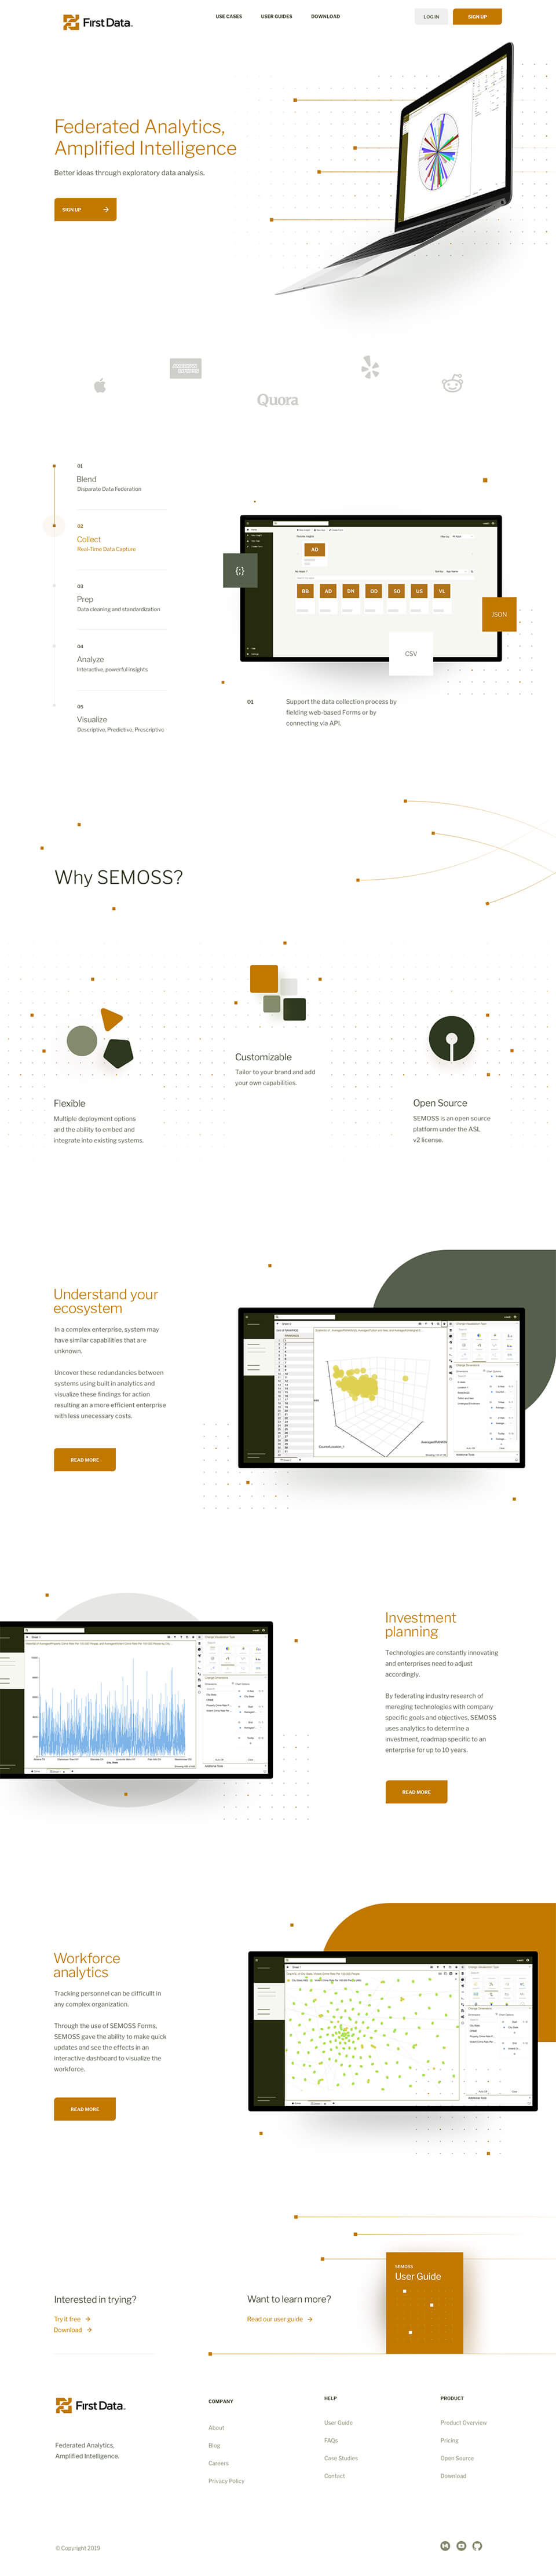 First Data.
USE CASES
USER GUIDES
DOWNLOAD
LOG IN
SIGN UP
Federated Analytics,
Amplified Intelligence
Better ideas through exploratory data analysis.
SIGN UP
Quora
01
Blend
Disparate Data Federation
02
Collect
Real-Time Data Capture
03
Prep
Data cleaning and standardization
04
Analyze
Interactive, powerful insights
05
Visualize
Descriptive, Predictive, Prescriptive
{;}
AD
BB
AD
DH
OD
SO
US
VL
JSON
CSV
01
Support the data collection process by
fielding web-based Forms or by
connecting via API.
Why SEMOSS?
Flexible
Multiple deployment options
and the ability to embed and
integrate into existing systems.
Customizable
Tailor to your brand and add
your own capabilities.
Open Source
SEMOSS is an open source
platform under the ASL
v2 license.
Understand your
ecosystem
In a complex enterprise, system may
have similar capabilities that are
unknown.
Uncover these redundancies between
systems using built in analytics and
visualize these findings for action
resulting an a more efficient enterprise
with less unecessary costs.
READ MORE
Investment
planning
Technologies are constantly innovating
and enterprises need to adjust
accordingly.
By federating industry research of
mereging technologies with company
specific goals and objectives, SEMOSS
uses analytics to determine a
investment, roadmap specific to an
enterprise for up to 10 years.
READ MORE
Workforce
analytics
Tracking personnel can be difficullt in
any complex organization.
Through the use of SEMOSS Forms,
SEMOSS gave the ability to make quick
updates and see the effects in an
interactive dashboard to visualize the
workforce.
READ MORE
Interested in trying?
Try it free
Download
Want to learn more?
Read our user guide
SEMOSS
User Guide
First Data.
Federated Analytics,
Amplified Intelligence.
COMPANY
About
Blog
Careers
Privacy Policy
HELP
User Guide
FAQs
Case Studies
Contact
PRODUCT
Product Overview
Pricing
Open Source
Download
© Copyright 2019